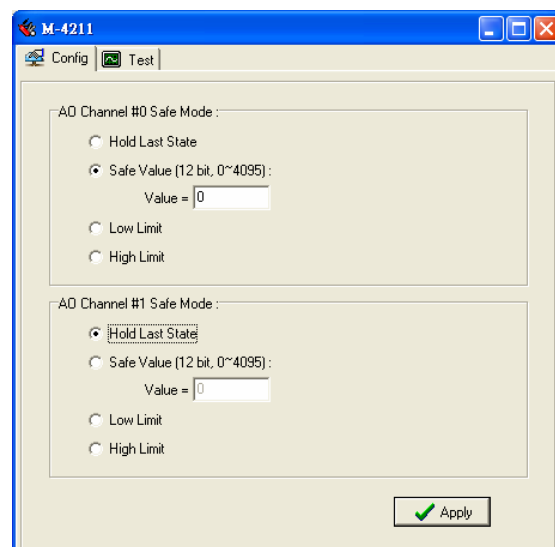 M-4211
Config
Test
AO Channel #0 Safe Mode :
Hold Last State
Safe Value (12 bit, 0~4095) :
Value = 0
Low Limit
High Limit
AO Channel #1 Safe Mode :
Hold Last State
Safe Value (12 bit, 0~4095) :
Value = 0
Low Limit
High Limit
Apply